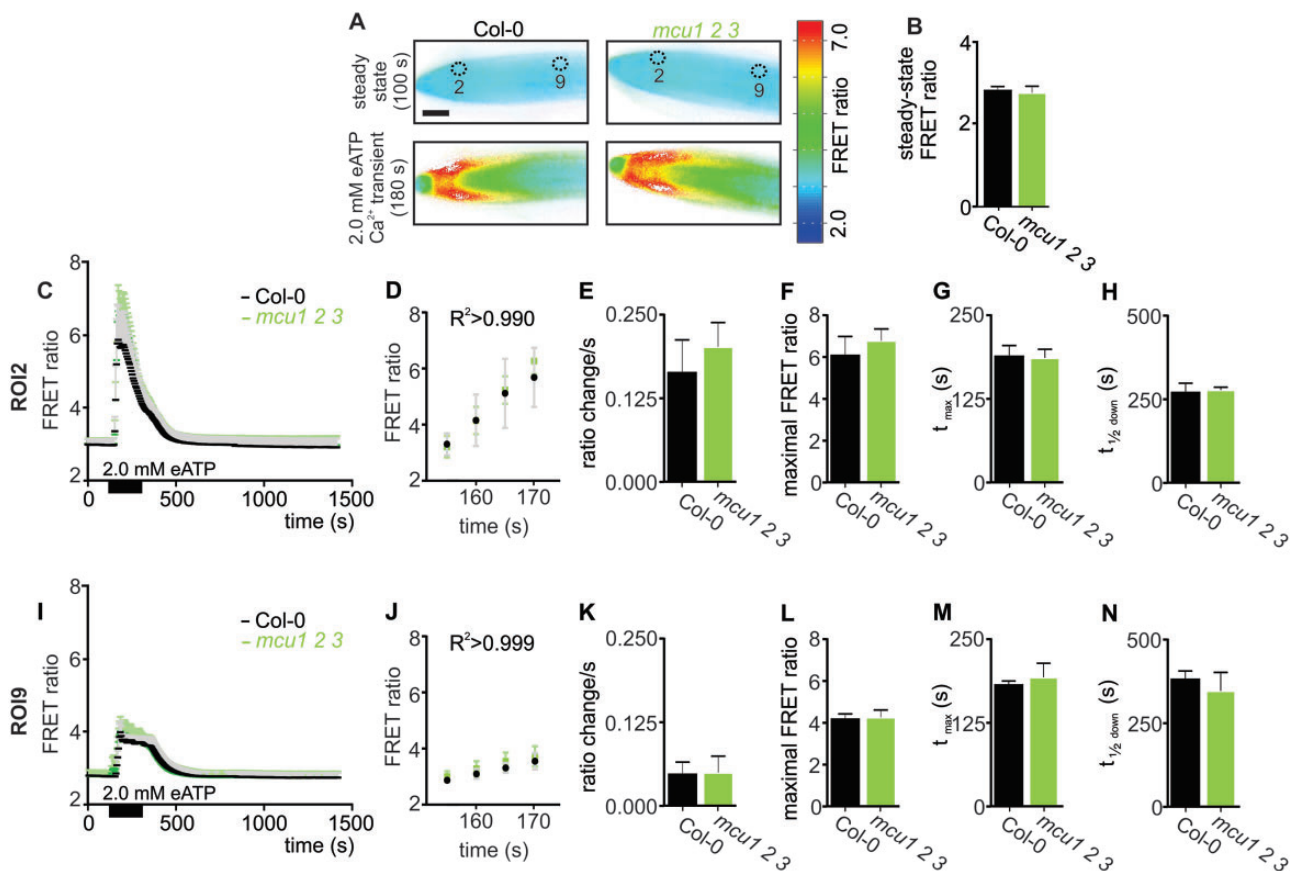 A
Col-0
mcu1 2 3
steady
state
(100 s)
2
9
2
9
2.0 mM eATP
Ca²⁺ transient
(180 s)
7.0
FRET ratio
2.0
B
steady-state
FRET ratio
4
2
0
Col-0
mcu1 2 3
ROI2
C
FRET ratio
8
6
4
2
Col-0
mcu1 2 3
2.0 mM eATP
0
500
1000
1500
time (s)
D
FRET ratio
8
6
4
2
R²>0.990
160
170
time (s)
E
ratio change/s
0.250
0.125
0.000
Col-0
mcu1 2 3
F
maximal FRET ratio
8
6
4
2
0
Col-0
mcu1 2 3
G
t max (s)
250
125
0
Col-0
mcu1 2 3
H
t ½ down (s)
500
250
0
Col-0
mcu1 2 3
ROI9
I
FRET ratio
8
6
4
2
Col-0
mcu1 2 3
2.0 mM eATP
0
500
1000
1500
time (s)
J
FRET ratio
8
6
4
2
R²>0.999
160
170
time (s)
K
ratio change/s
0.250
0.125
0.000
Col-0
mcu1 2 3
L
maximal FRET ratio
8
6
4
2
0
Col-0
mcu1 2 3
M
t max (s)
250
125
0
Col-0
mcu1 2 3
N
t ½ down (s)
500
250
0
Col-0
mcu1 2 3